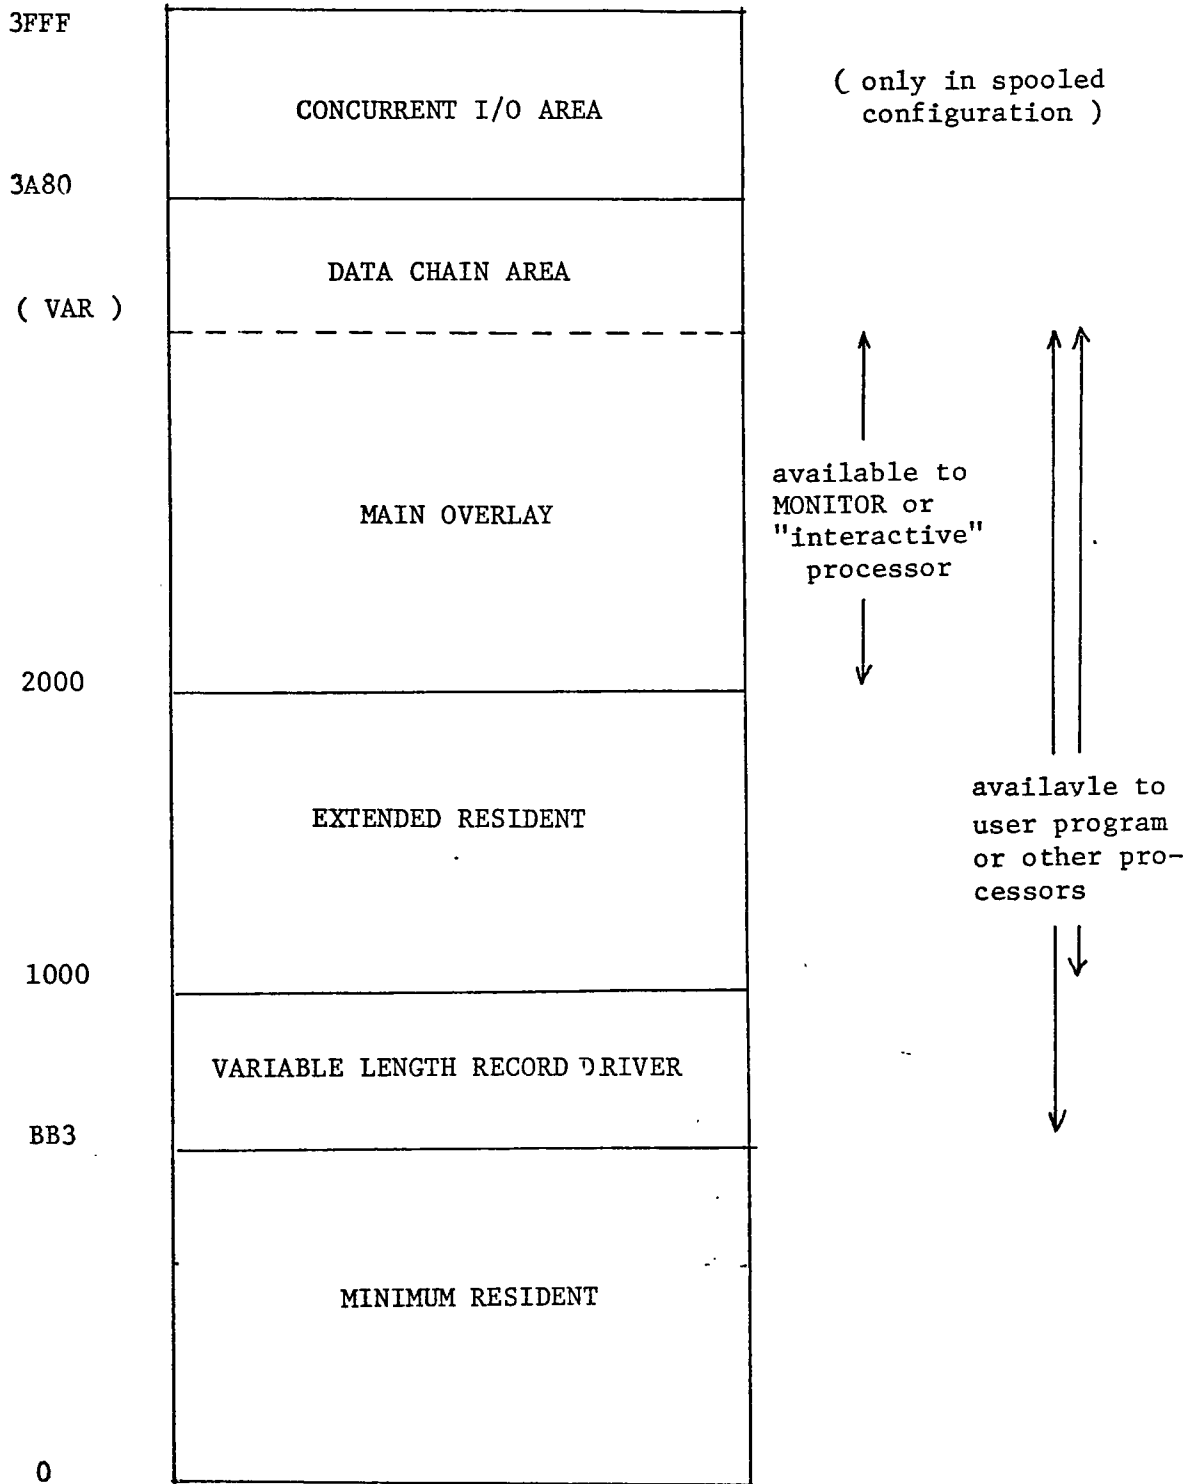 3FFF
( only in spooled
configuration )
CONCURRENT I/O AREA
3A80
DATA CHAIN AREA
( VAR )
available to
MONITOR or
"interactive"
processor
MAIN OVERLAY
2000
availavle to
user program
or other pro-
cessors
EXTENDED RESIDENT
1000
VARIABLE LENGTH RECORD DRIVER
BB3
MINIMUM RESIDENT
0